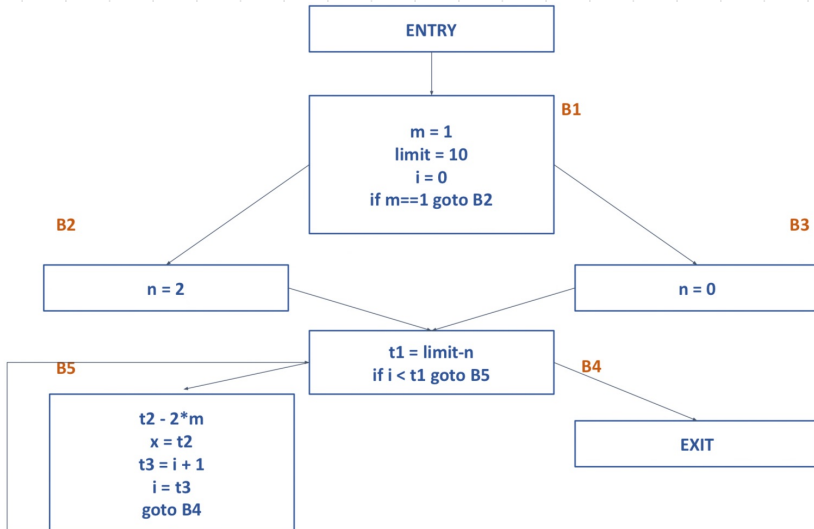 ENTRY
B1
m = 1
limit = 10
i = 0
if m==1 goto B2
B2
B3
n = 2
n = 0
t1 = limit-n
if i < t1 goto B5
B5
B4
t2 - 2*m
x = t2
t3 = i + 1
i = t3
goto B4
EXIT